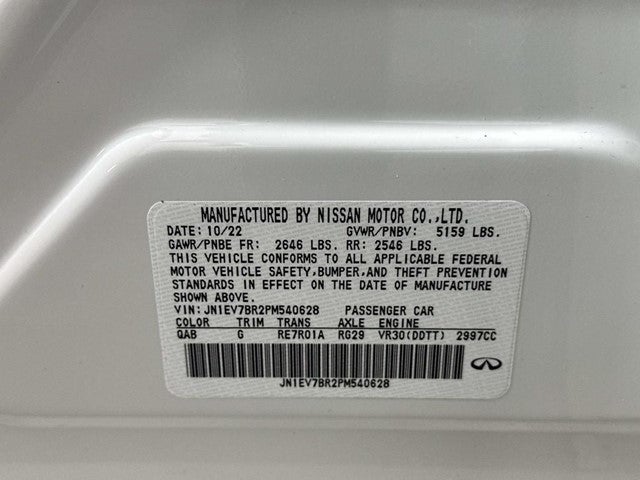 MANUFACTURED BY NISSAN MOTOR CO.,LTD.
DATE: 10/22 GVWR/PNBV: 5159 LBS.
GAWR/PNBE FR: 2646 LBS. RR: 2546 LBS.
THIS VEHICLE CONFORMS TO ALL APPLICABLE FEDERAL
MOTOR VEHICLE SAFETY,BUMPER,AND THEFT PREVENTION
STANDARDS IN EFFECT ON THE DATE OF MANUFACTURE
SHOWN ABOVE.
VIN: JN1EV7BR2PM540628 PASSENGER CAR
COLOR TRIM TRANS AXLE ENGINE
QAB G RE7R01A RG29 VR30(DDTT) 2997CC
JN1EV7BR2PM540628